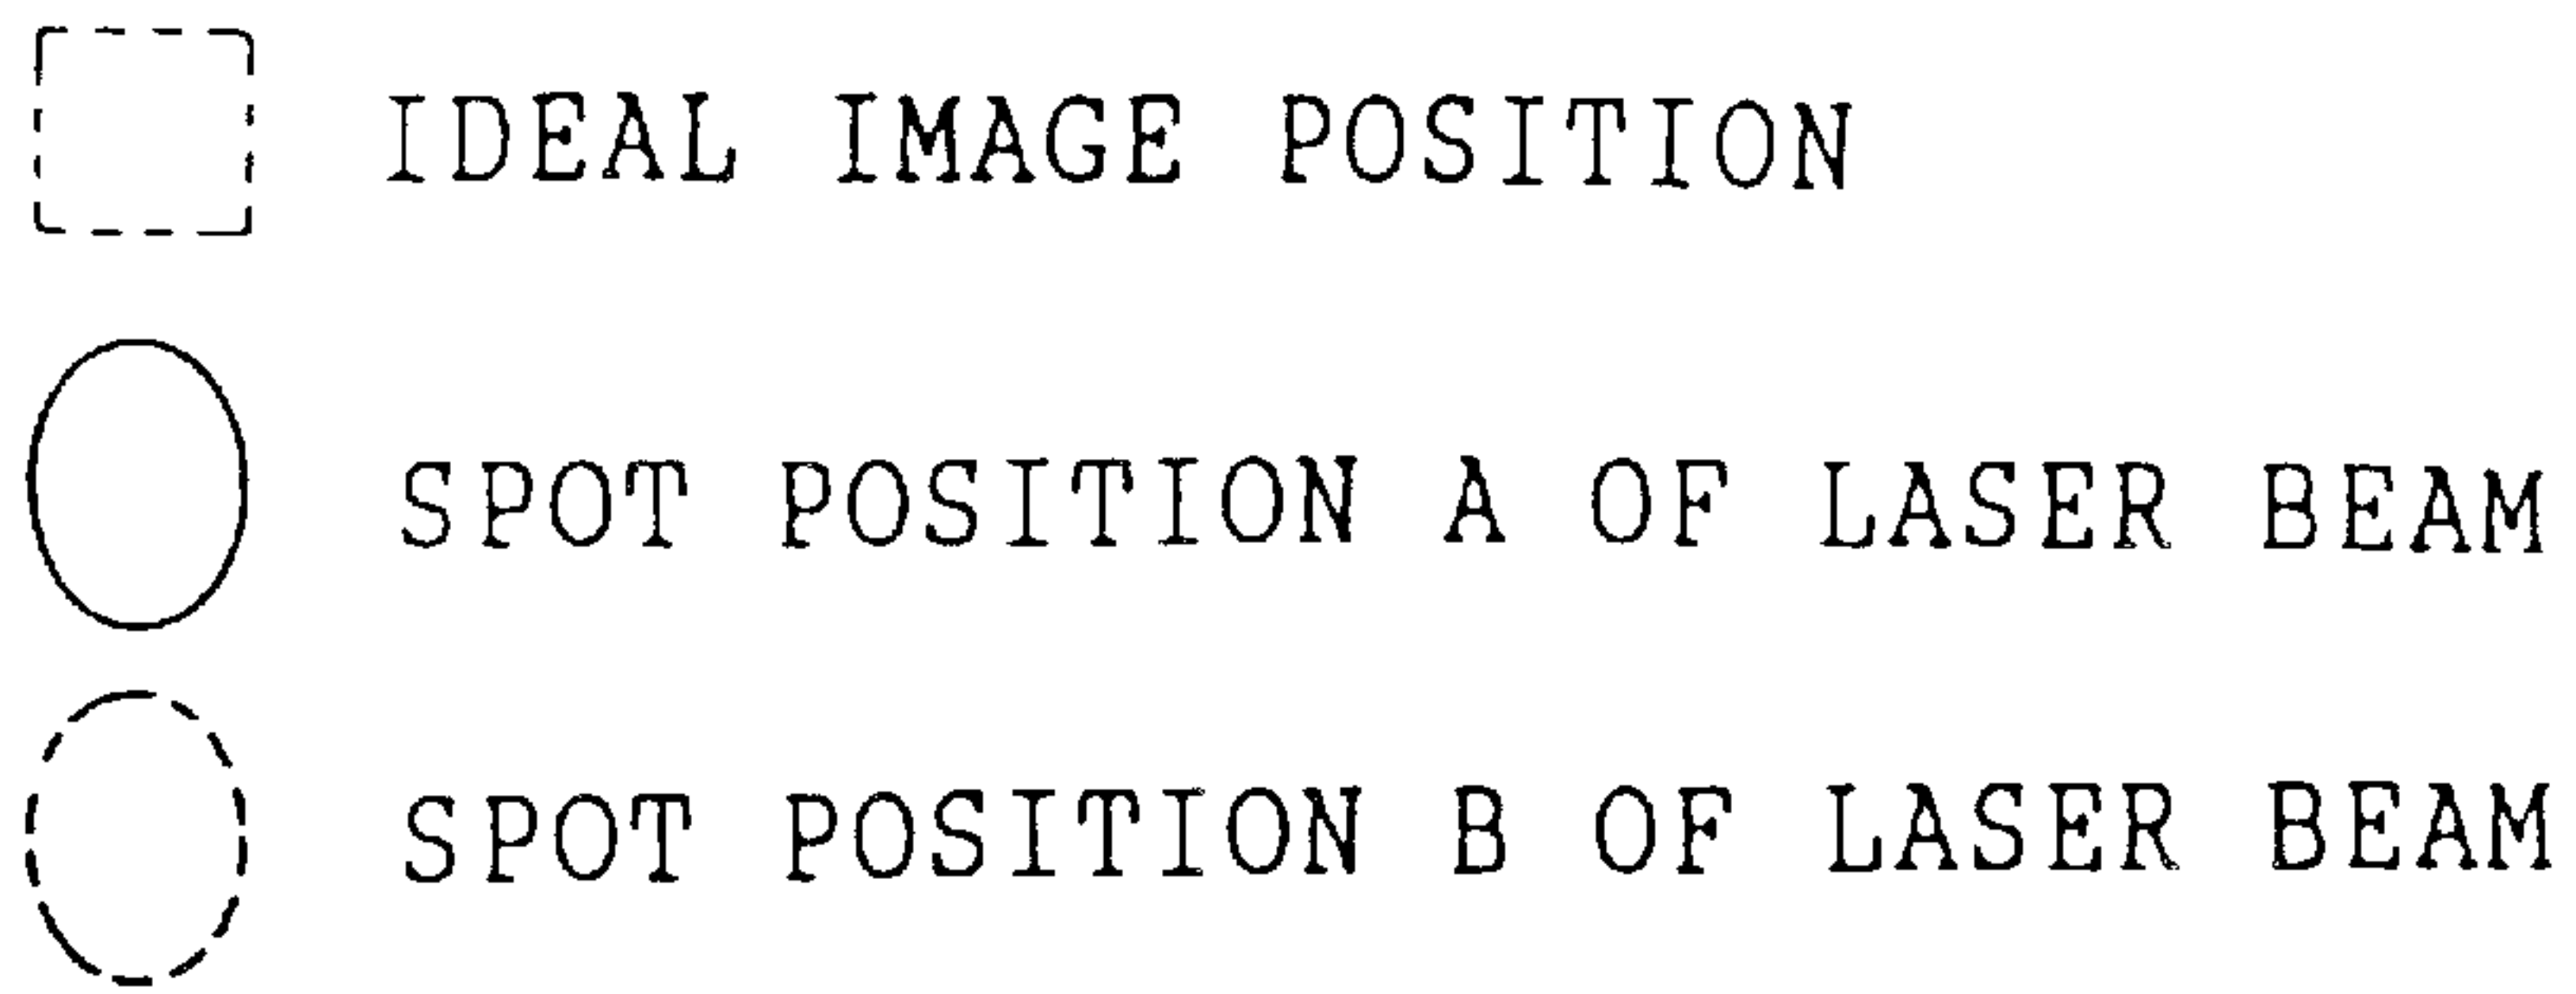 IDEAL IMAGE POSITION
SPOT POSITION A OF LASER BEAM
SPOT POSITION B OF LASER BEAM